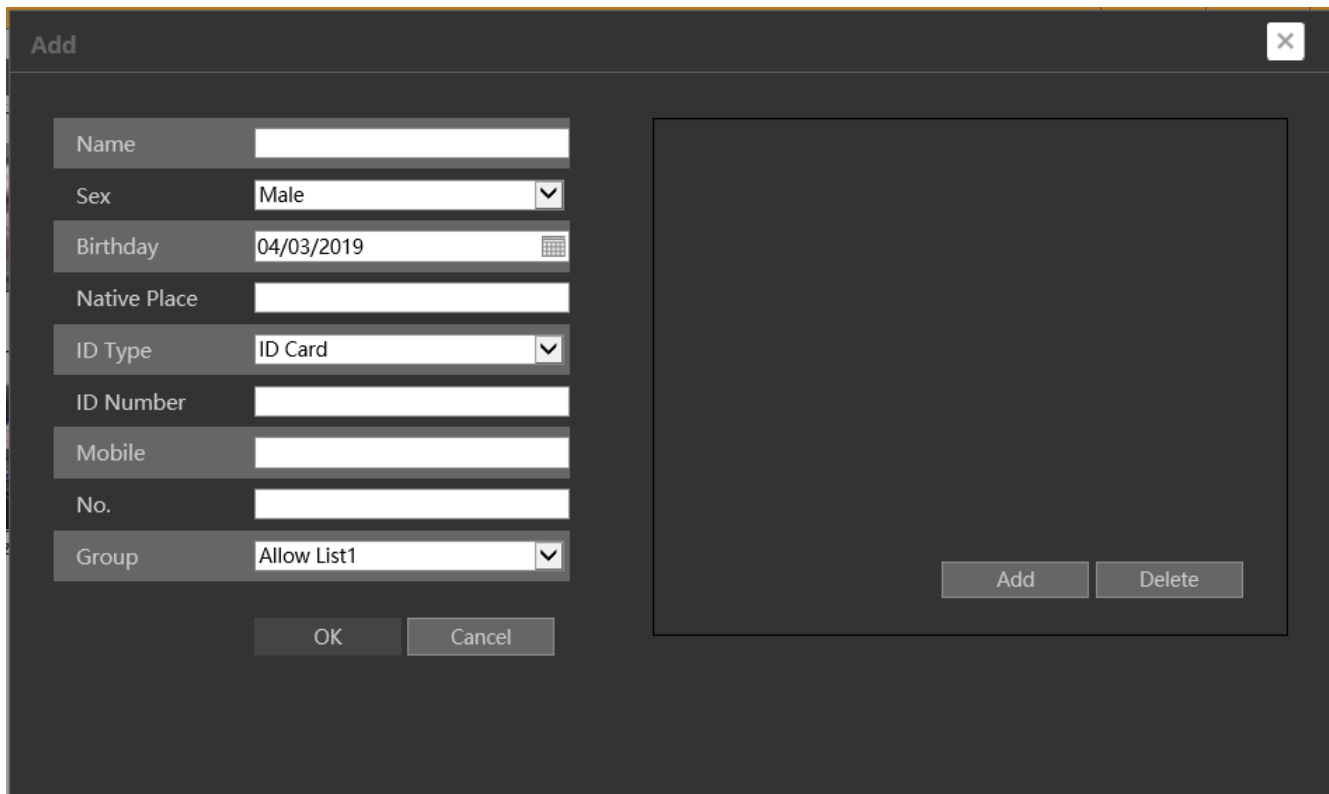 Add
Name
Sex Male
Birthday 04/03/2019
Native Place
ID Type ID Card
ID Number
Mobile
No.
Group Allow List1
Add Delete
OK Cancel